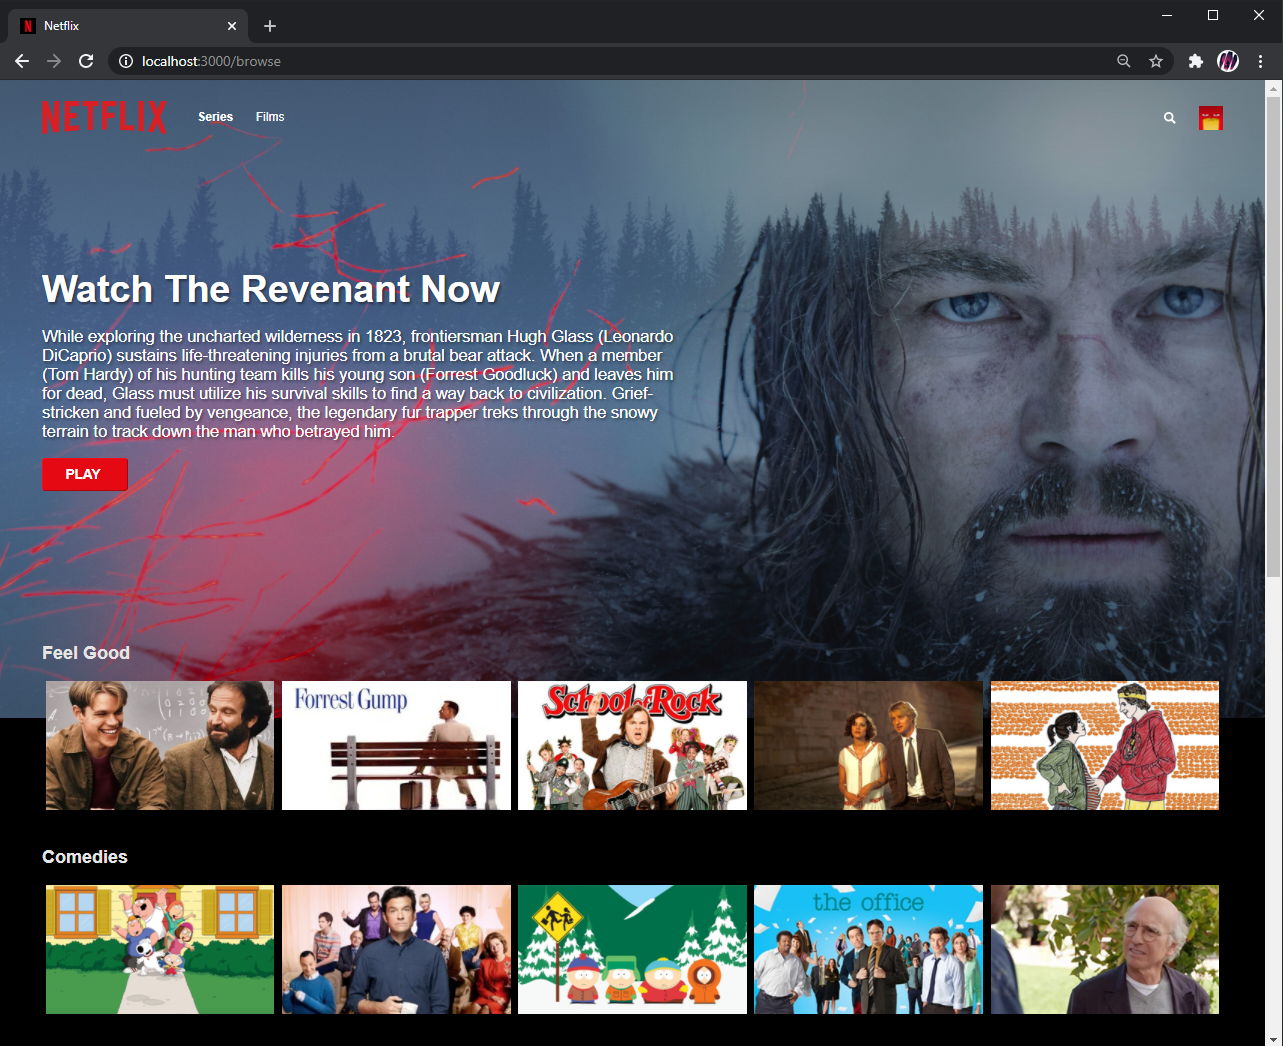 Netflix
localhost:3000/browse
NETFLIX
Series
Films
Watch The Revenant Now
While exploring the uncharted wilderness in 1823, frontiersman Hugh Glass (Leonardo
DiCaprio) sustains life-threatening injuries from a brutal bear attack. When a member
(Tom Hardy) of his hunting team kills his young son (Forrest Goodluck) and leaves him
for dead, Glass must utilize his survival skills to find a way back to civilization. Grief-
stricken and fueled by vengeance, the legendary fur trapper treks through the snowy
terrain to track down the man who betrayed him.
PLAY
Feel Good
Forrest Gump
School of Rock
Comedies
the office